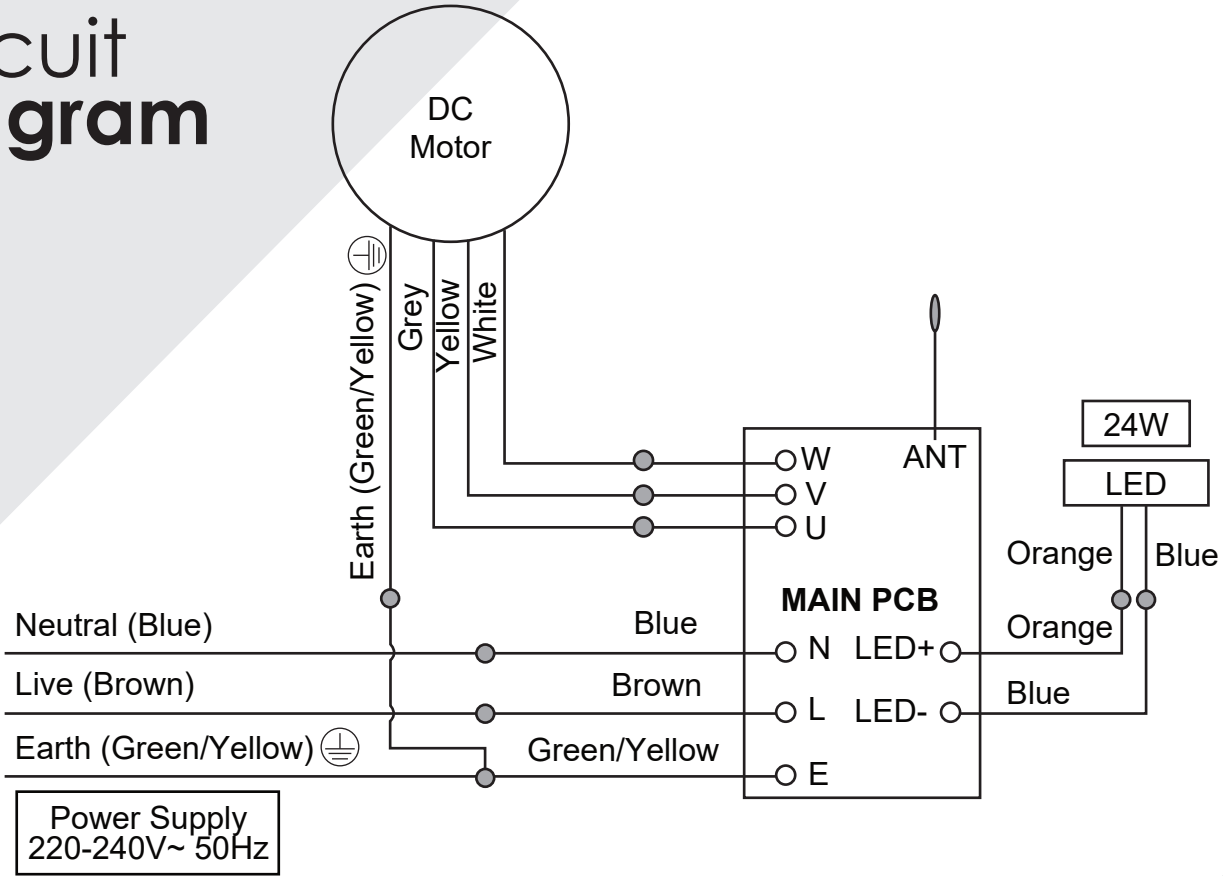 cuit
gram
DC
Motor
Earth (Green/Yellow)
Grey
Yellow
White
ANT
W
V
U
24W
LED
Orange
Blue
MAIN PCB
Neutral (Blue)
Blue
N
LED+
Orange
Live (Brown)
Brown
L
LED-
Blue
Earth (Green/Yellow)
Green/Yellow
E
Power Supply
220-240V~ 50Hz